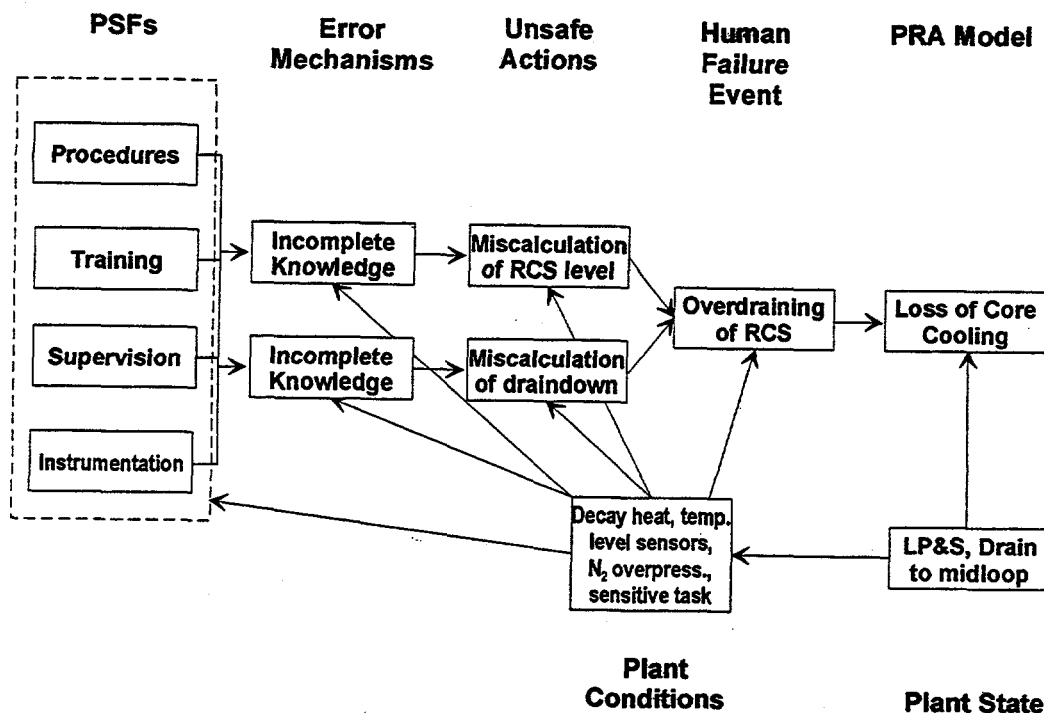 PSFs
Error
Mechanisms
Unsafe
Actions
Human
Failure
Event
PRA Model
Procedures
Training
Supervision
Instrumentation
Incomplete
Knowledge
Incomplete
Knowledge
Miscalculation
of RCS level
Miscalculation
of draindown
Overdraining
of RCS
Loss of Core
Cooling
Decay heat, temp.
level sensors,
N₂ overpress.,
sensitive task
LP&S, Drain
to midloop
Plant
Conditions
Plant State